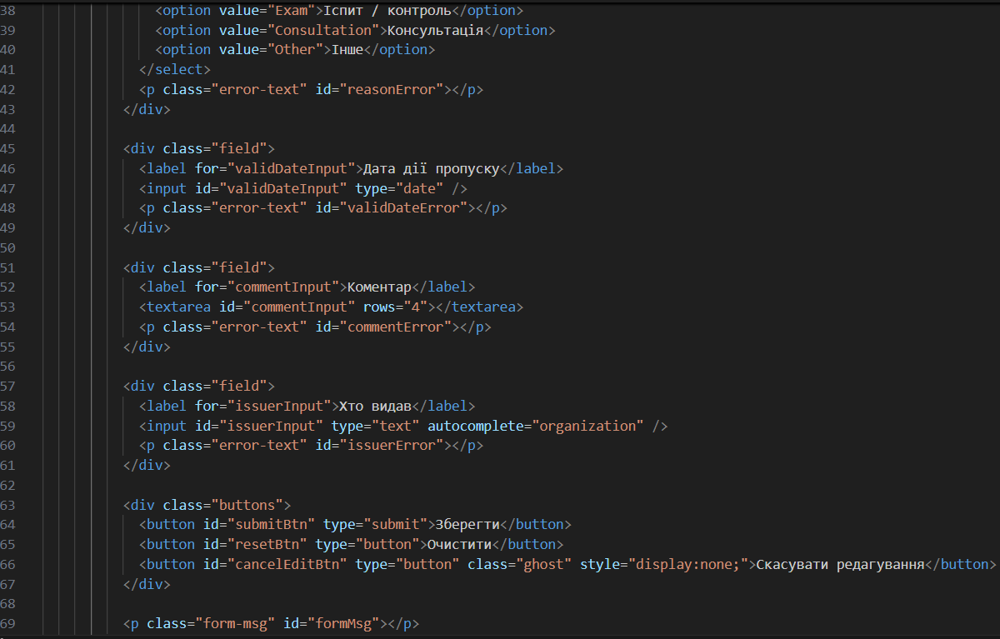 38 <option value="Exam">Іспит / контроль</option>
39 <option value="Consultation">Консультація</option>
40 <option value="Other">Інше</option>
41 </select>
42 <p class="error-text" id="reasonError"></p>
43 </div>
44
45 <div class="field">
46 <label for="validDateInput">Дата дії пропуску</label>
47 <input id="validDateInput" type="date" />
48 <p class="error-text" id="validDateError"></p>
49 </div>
50
51 <div class="field">
52 <label for="commentInput">Коментар</label>
53 <textarea id="commentInput" rows="4"></textarea>
54 <p class="error-text" id="commentError"></p>
55 </div>
56
57 <div class="field">
58 <label for="issuerInput">Хто видав</label>
59 <input id="issuerInput" type="text" autocomplete="organization" />
60 <p class="error-text" id="issuerError"></p>
61 </div>
62
63 <div class="buttons">
64 <button id="submitBtn" type="submit">Зберегти</button>
65 <button id="resetBtn" type="button">Очистити</button>
66 <button id="cancelEditBtn" type="button" class="ghost" style="display:none;">Скасувати редагування</button>
67 </div>
68
69 <p class="form-msg" id="formMsg"></p>